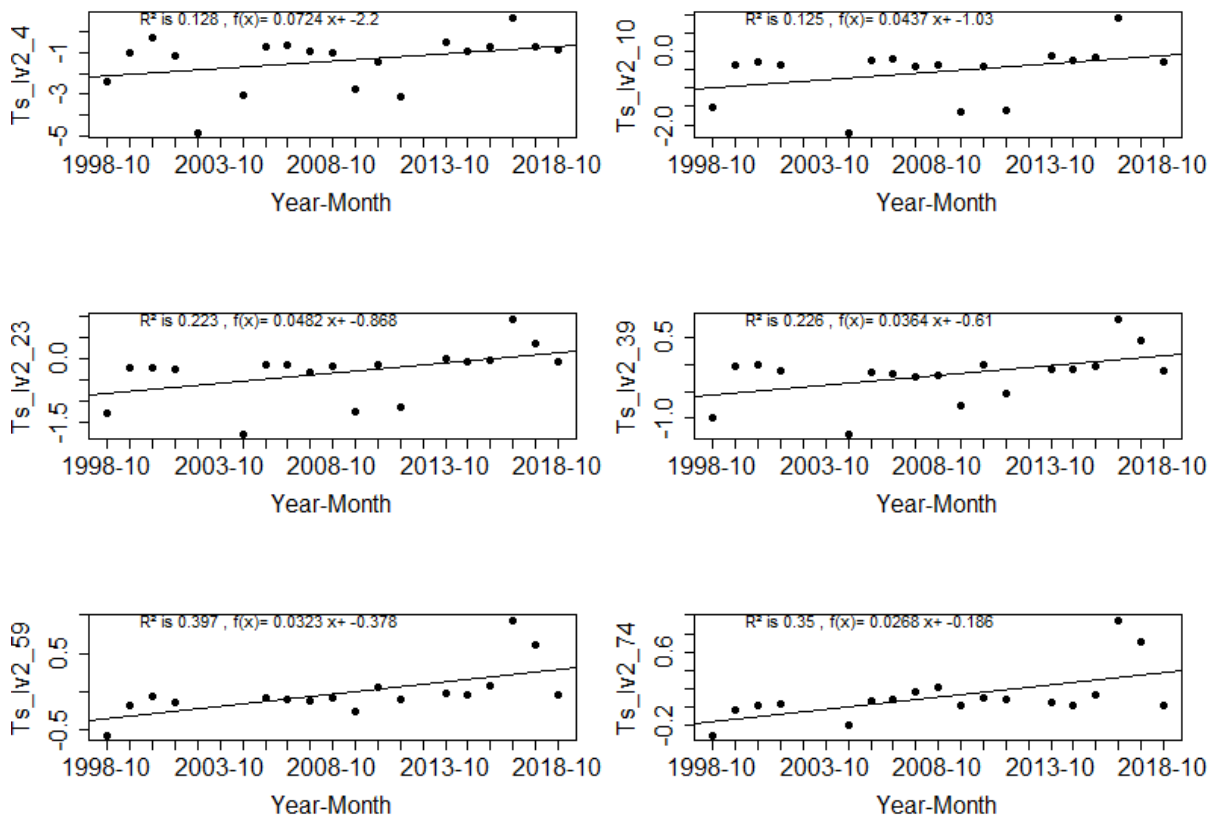 R² is 0.128 , f(x)= 0.0724 x+ -2.2
Ts_lv2_4
-1
-3
-5
1998-10 2003-10 2008-10 2013-10 2018-10
Year-Month
R² is 0.125 , f(x)= 0.0437 x+ -1.03
Ts_lv2_10
0.0
-2.0
1998-10 2003-10 2008-10 2013-10 2018-10
Year-Month
R² is 0.223 , f(x)= 0.0482 x+ -0.868
Ts_lv2_23
0.0
-1.5
1998-10 2003-10 2008-10 2013-10 2018-10
Year-Month
R² is 0.226 , f(x)= 0.0364 x+ -0.61
Ts_lv2_39
0.5
-1.0
1998-10 2003-10 2008-10 2013-10 2018-10
Year-Month
R² is 0.397 , f(x)= 0.0323 x+ -0.378
Ts_lv2_59
0.5
-0.5
1998-10 2003-10 2008-10 2013-10 2018-10
Year-Month
R² is 0.35 , f(x)= 0.0268 x+ -0.186
Ts_lv2_74
0.6
-0.2
1998-10 2003-10 2008-10 2013-10 2018-10
Year-Month